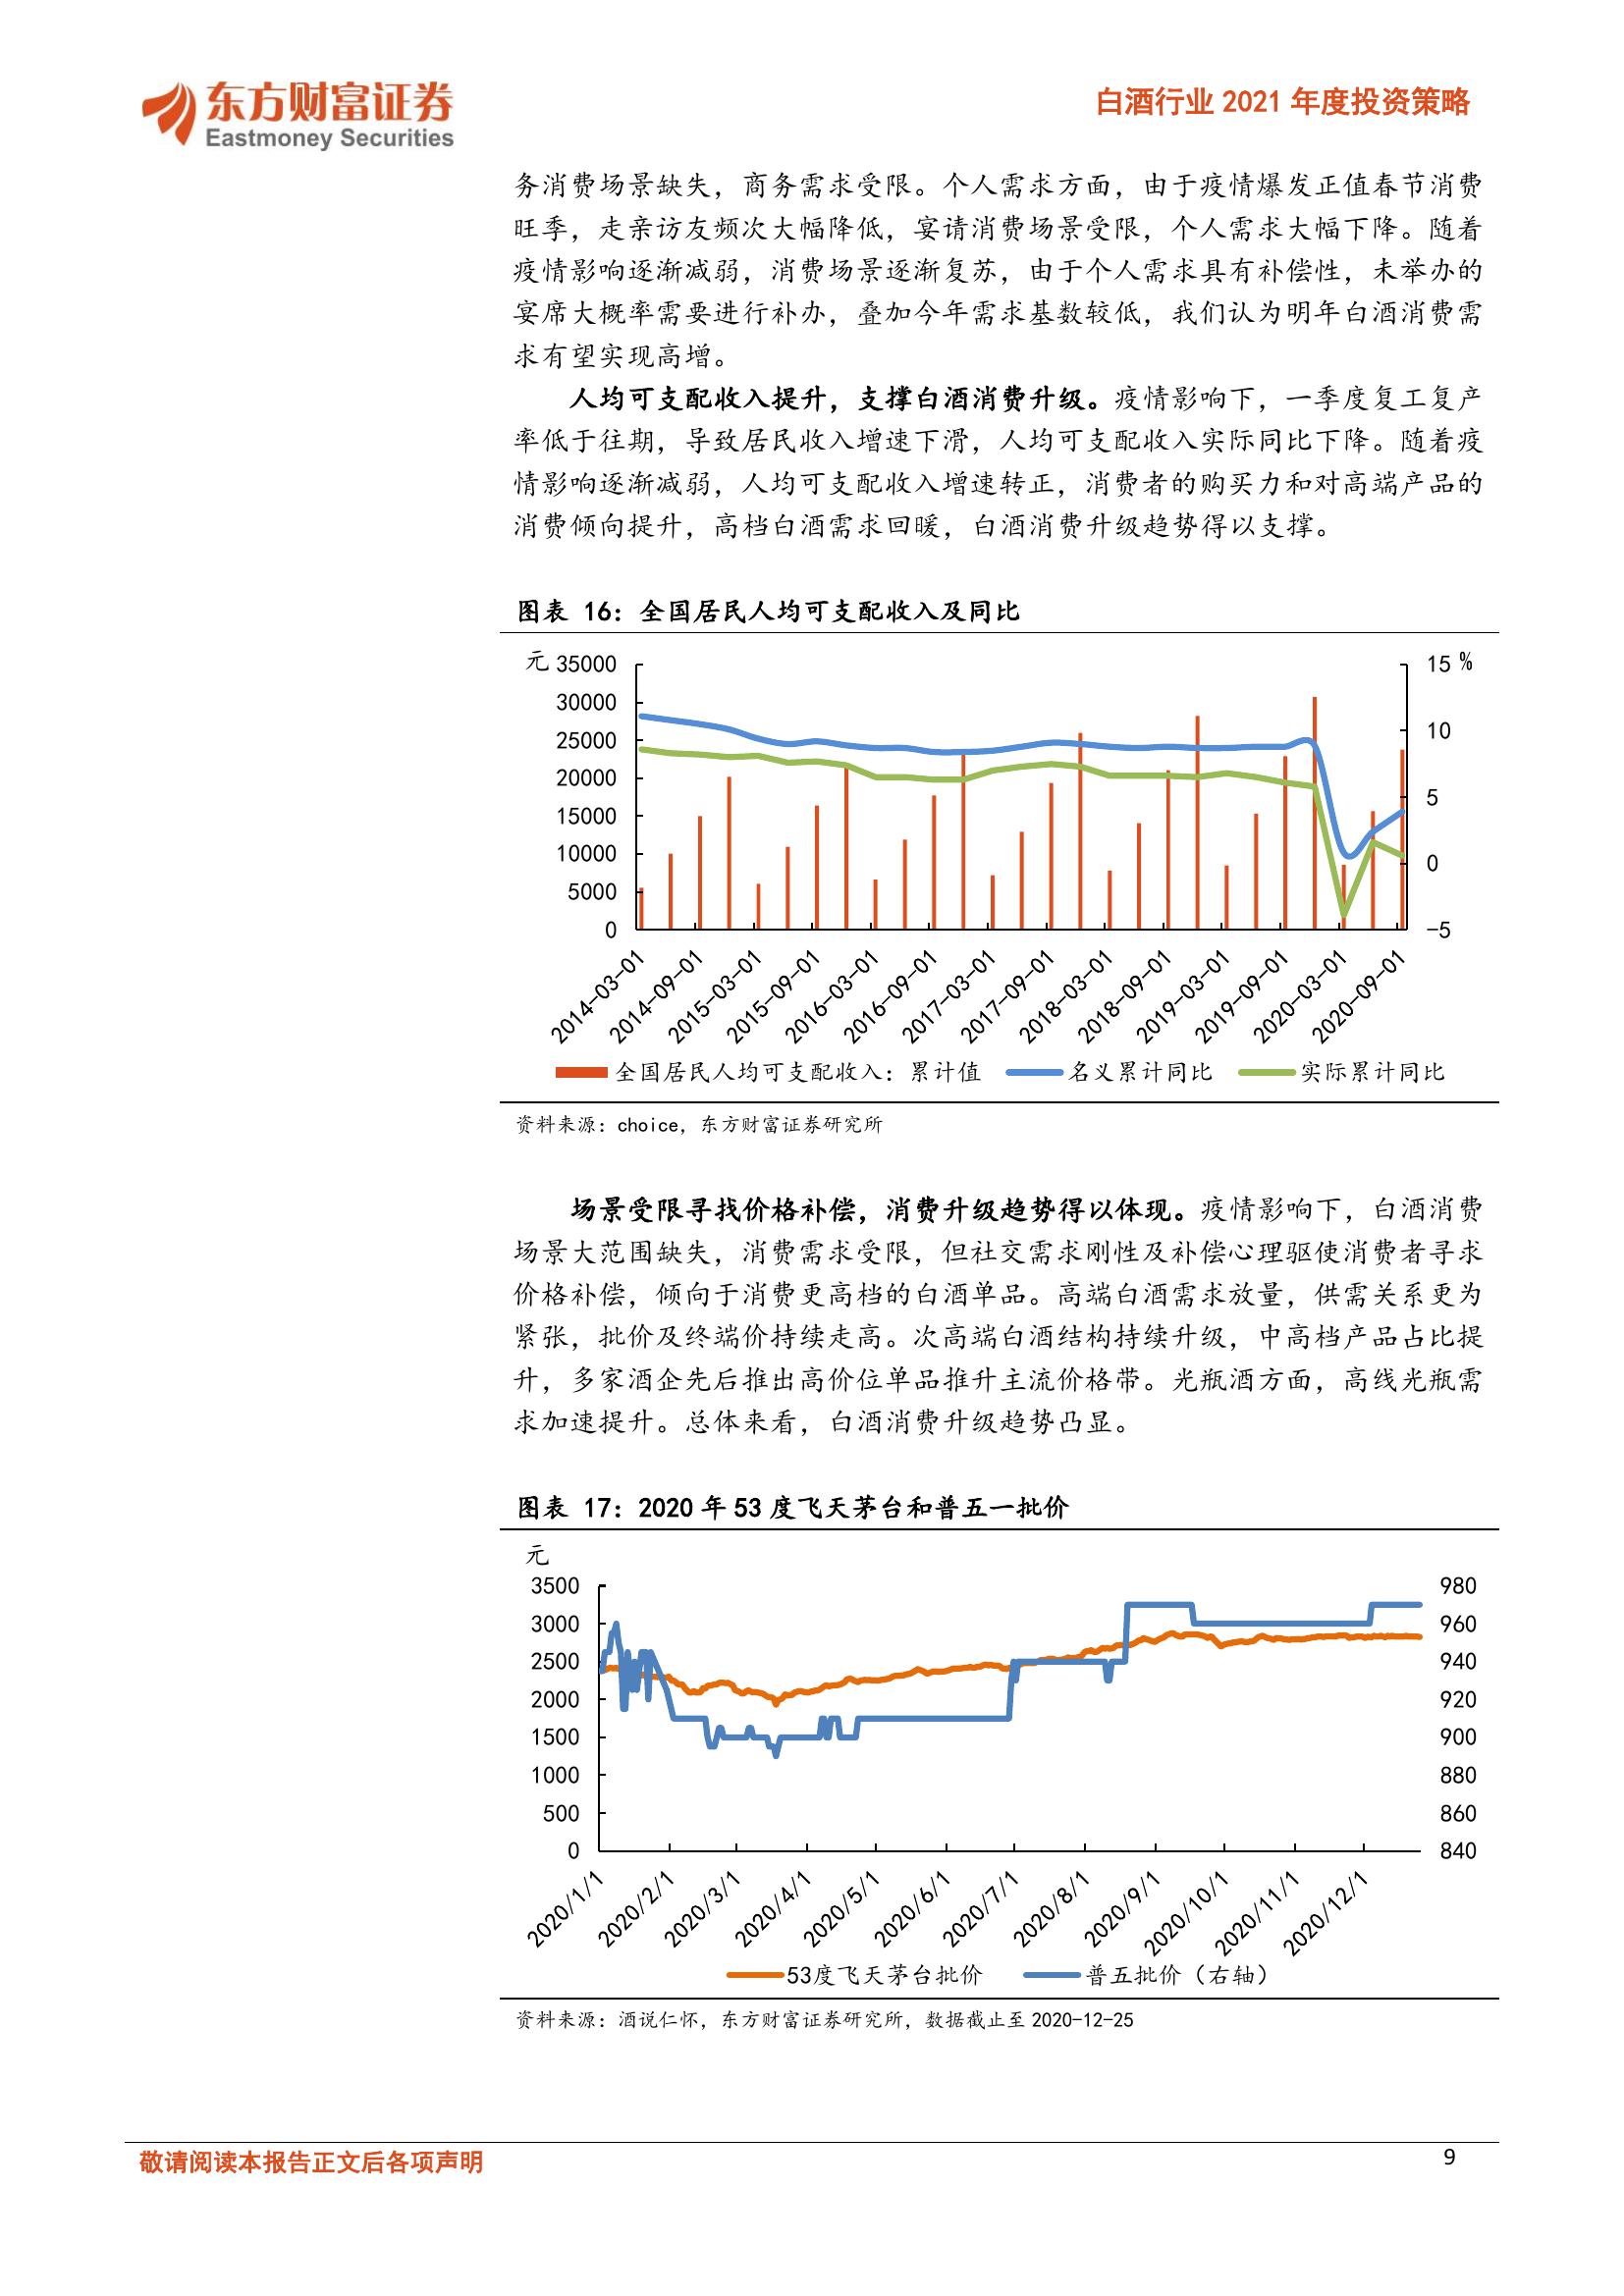 东方财富证券
Eastmoney Securities
白酒行业 2021 年度投资策略
务消费场景缺失，商务需求受限。个人需求方面，由于疫情爆发正值春节消费
旺季，走亲访友频次大幅降低，宴请消费场景受限，个人需求大幅下降。随着
疫情影响逐渐减弱，消费场景逐渐复苏，由于个人需求具有补偿性，未举办的
宴席大概率需要进行补办，叠加今年需求基数较低，我们认为明年白酒消费需
求有望实现高增。
人均可支配收入提升，支撑白酒消费升级。疫情影响下，一季度复工复产
率低于往期，导致居民收入增速下滑，人均可支配收入实际同比下降。随着疫
情影响逐渐减弱，人均可支配收入增速转正，消费者的购买力和对高端产品的
消费倾向提升，高档白酒需求回暖，白酒消费升级趋势得以支撑。
图表 16：全国居民人均可支配收入及同比
元 35000
30000
25000
20000
15000
10000
5000
0
15 %
10
5
0
-5
2014-03-01
2014-09-01
2015-03-01
2015-09-01
2016-03-01
2016-09-01
2017-03-01
2017-09-01
2018-03-01
2018-09-01
2019-03-01
2019-09-01
2020-03-01
2020-09-01
全国居民人均可支配收入：累计值 名义累计同比 实际累计同比
资料来源：choice，东方财富证券研究所
场景受限寻找价格补偿，消费升级趋势得以体现。疫情影响下，白酒消费
场景大范围缺失，消费需求受限，但社交需求刚性及补偿心理驱使消费者寻求
价格补偿，倾向于消费更高档的白酒单品。高端白酒需求放量，供需关系更为
紧张，批价及终端价持续走高。次高端白酒结构持续升级，中高档产品占比提
升，多家酒企先后推出高价位单品推升主流价格带。光瓶酒方面，高线光瓶需
求加速提升。总体来看，白酒消费升级趋势凸显。
图表 17：2020 年 53 度飞天茅台和普五一批价
元
3500
3000
2500
2000
1500
1000
500
0
980
960
940
920
900
880
860
840
2020/1/1
2020/2/1
2020/3/1
2020/4/1
2020/5/1
2020/6/1
2020/7/1
2020/8/1
2020/9/1
2020/10/1
2020/11/1
2020/12/1
53度飞天茅台批价 普五批价（右轴）
资料来源：酒说仁怀，东方财富证券研究所，数据截止至 2020-12-25
敬请阅读本报告正文后各项声明
9